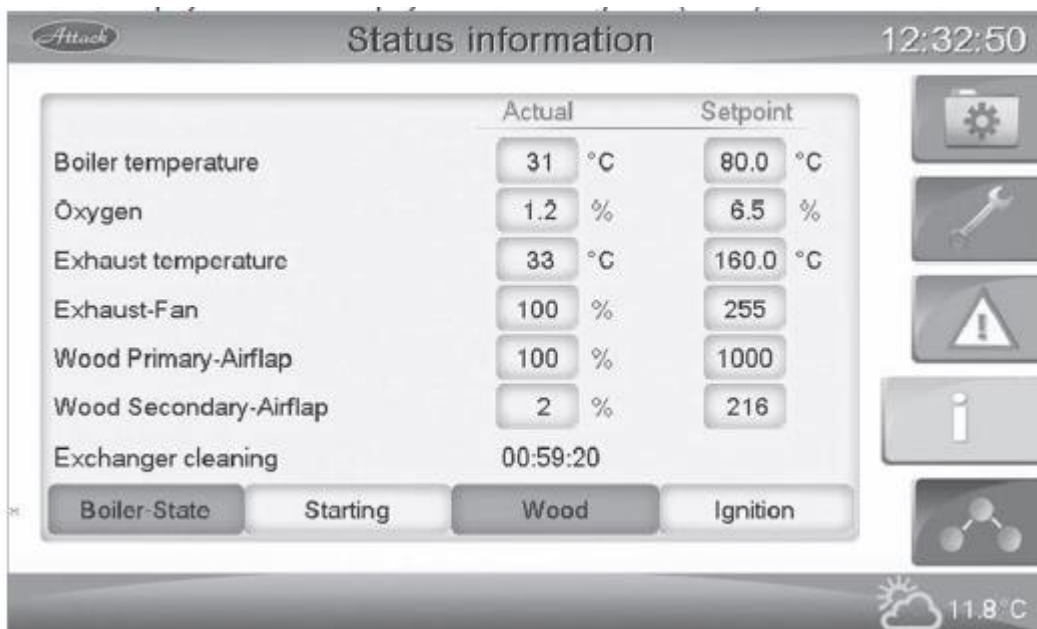 Attack Status information 12:32:50
Actual Setpoint
Boiler temperature 31 °C 80.0 °C
Oxygen 1.2 % 6.5 %
Exhaust temperature 33 °C 160.0 °C
Exhaust-Fan 100 % 255
Wood Primary-Airflap 100 % 1000
Wood Secondary-Airflap 2 % 216
Exchanger cleaning 00:59:20
Boiler-State Starting Wood Ignition
11.8°C